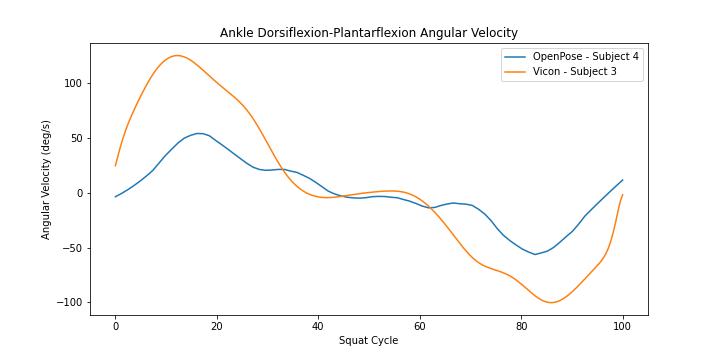 Ankle Dorsiflexion-Plantarflexion Angular Velocity
OpenPose - Subject 4
Vicon - Subject 3
Angular Velocity (deg/s)
100
50
0
−50
−100
0 20 40 60 80 100
Squat Cycle